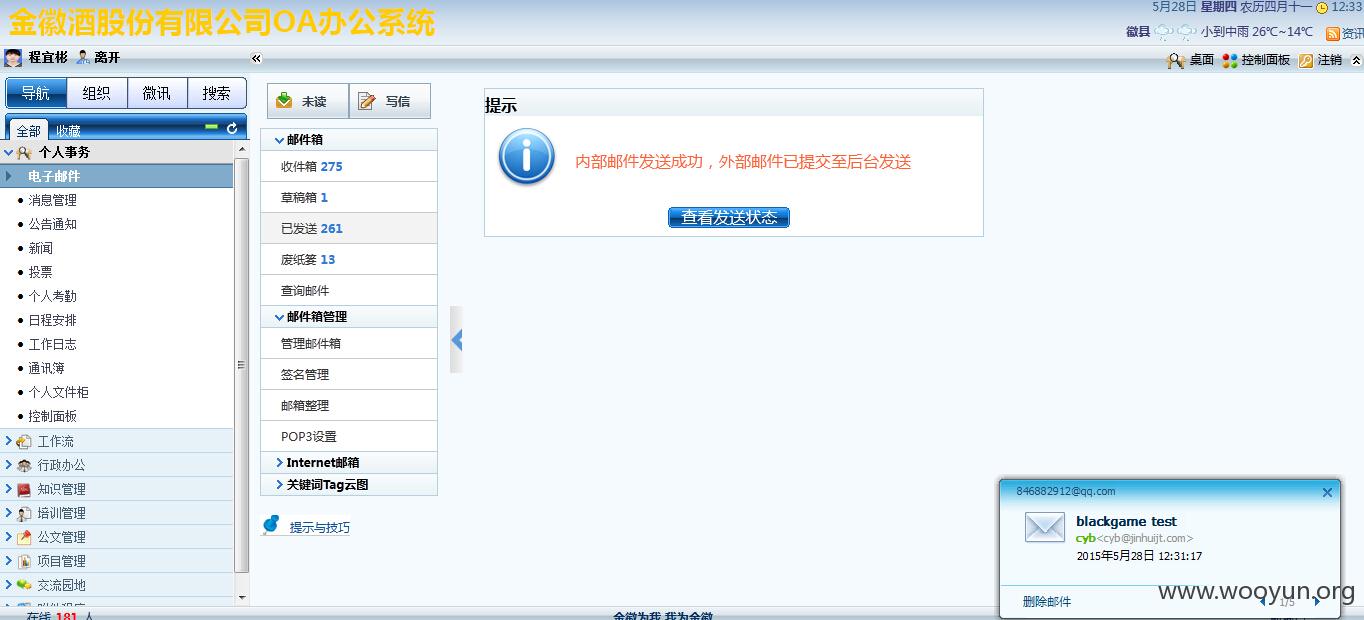 金徽酒股份有限公司OA办公系统
5月28日 星期四 农历四月十一 12:33
徽县 小到中雨 26℃~14℃ 资讯
程宜彬 离开
桌面 控制面板 注销
导航 组织 微讯 搜索
全部 收藏
个人事务
电子邮件
消息管理
公告通知
新闻
投票
个人考勤
日程安排
工作日志
通讯簿
个人文件柜
控制面板
工作流
行政办公
知识管理
培训管理
公文管理
项目管理
交流园地
在线 181 人
未读 写信
邮件箱
收件箱 275
草稿箱 1
已发送 261
废纸篓 13
查询邮件
邮件箱管理
管理邮件箱
签名管理
邮箱整理
POP3设置
Internet邮箱
关键词Tag云图
提示与技巧
提示
内部邮件发送成功，外部邮件已提交至后台发送
查看发送状态
846882912@qq.com
blackgame test
cyb<cyb@jinhuijt.com>
2015年5月28日 12:31:17
删除邮件
1/5
www.wooyun.org
金徽为我 我为金徽